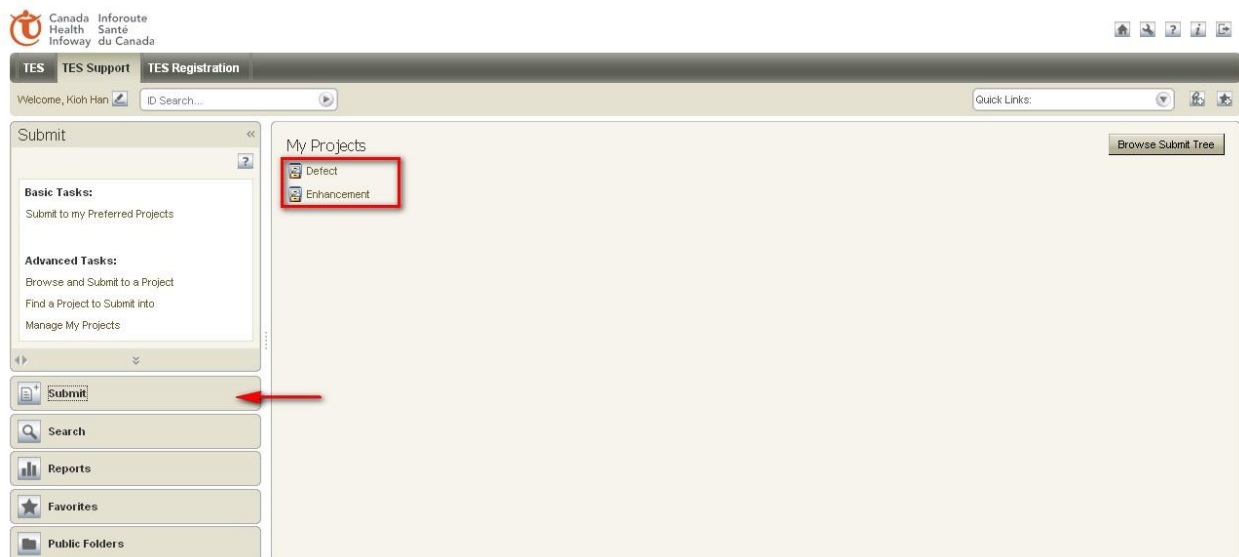 Canada Inforoute
Health Santé
Infoway du Canada
TES TES Support TES Registration
Welcome, Kioh Han ID Search... Quick Links:
Submit «
?
Basic Tasks:
Submit to my Preferred Projects
Advanced Tasks:
Browse and Submit to a Project
Find a Project to Submit into
Manage My Projects
Submit
Search
Reports
Favorites
Public Folders
My Projects
Defect
Enhancement
Browse Submit Tree